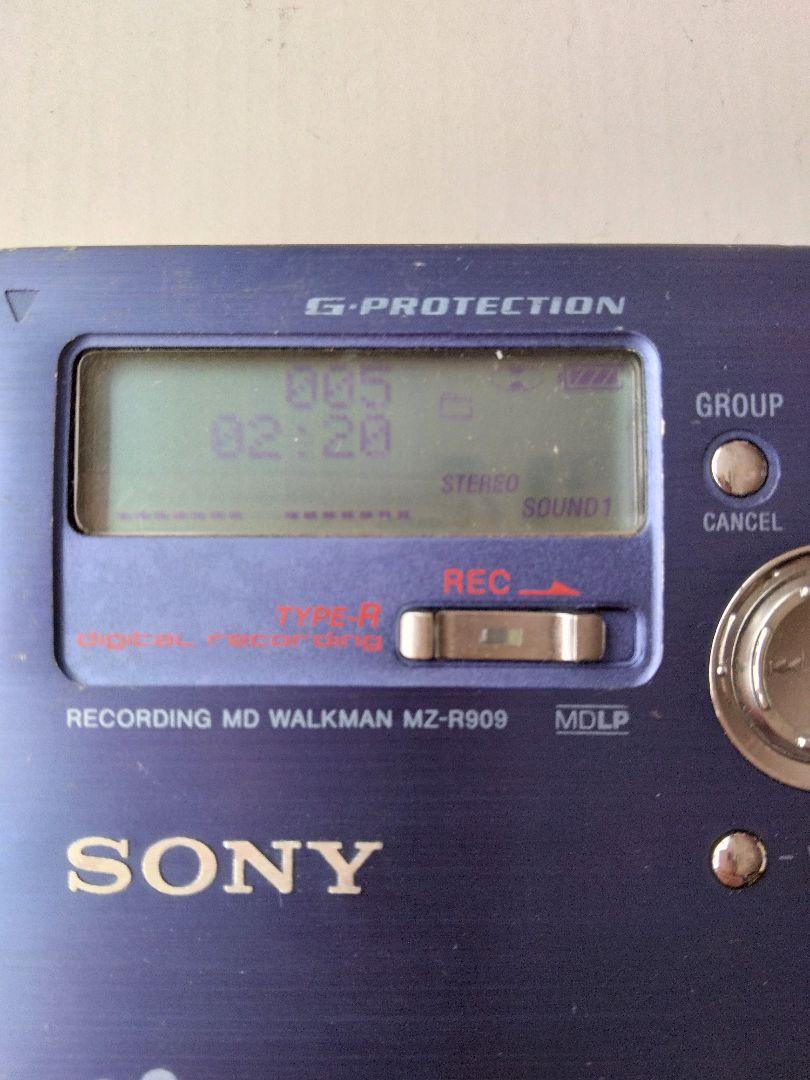 G-PROTECTION
005
02:20
STEREO
SOUND1
GROUP
CANCEL
REC
TYPE-R
digital recording
RECORDING MD WALKMAN MZ-R909
MDLP
SONY